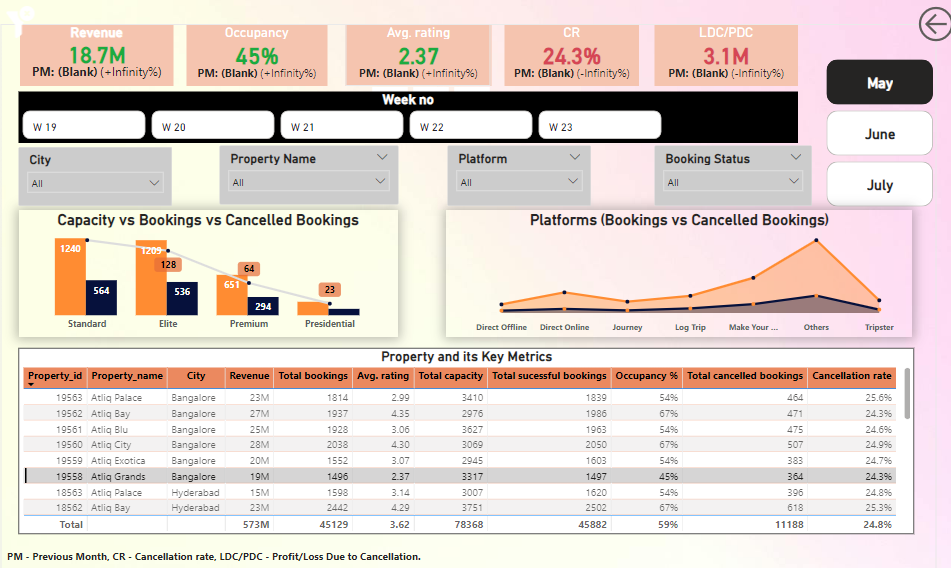 Revenue Occupancy Avg. rating CR LDC/PDC
18.7M 45% 2.37 24.3% 3.1M
PM: (Blank) (+Infinity%) PM: (Blank) (+Infinity%) PM: (Blank) (+Infinity%) PM: (Blank) (-Infinity%) PM: (Blank) (-Infinity%)
May
June
July
Week no
W 19 W 20 W 21 W 22 W 23
City Property Name Platform Booking Status
All All All All
Capacity vs Bookings vs Cancelled Bookings
1240 564 1209 128 536 651 64 294 23
Standard Elite Premium Presidential
Platforms (Bookings vs Cancelled Bookings)
Direct Offline Direct Online Journey Log Trip Make Your ... Others Tripster
Property and its Key Metrics
Property_id Property_name City Revenue Total bookings Avg. rating Total capacity Total sucessful bookings Occupancy % Total cancelled bookings Cancellation rate
19563 Atliq Palace Bangalore 23M 1814 2.99 3410 1839 54% 464 25.6%
19562 Atliq Bay Bangalore 27M 1937 4.35 2976 1986 67% 471 24.3%
19561 Atliq Blu Bangalore 25M 1928 3.06 3627 1963 54% 475 24.6%
19560 Atliq City Bangalore 28M 2038 4.30 3069 2050 67% 507 24.9%
19559 Atliq Exotica Bangalore 20M 1552 3.07 2945 1603 54% 383 24.7%
19558 Atliq Grands Bangalore 19M 1496 2.37 3317 1497 45% 364 24.3%
18563 Atliq Palace Hyderabad 15M 1598 3.14 3007 1620 54% 396 24.8%
18562 Atliq Bay Hyderabad 23M 2442 4.29 3751 2502 67% 618 25.3%
Total 573M 45129 3.62 78368 45882 59% 11188 24.8%
PM - Previous Month, CR - Cancellation rate, LDC/PDC - Profit/Loss Due to Cancellation.